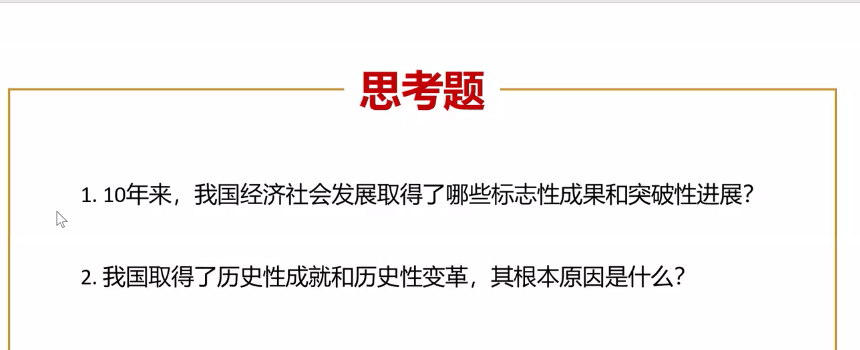 思考题
1. 10年来，我国经济社会发展取得了哪些标志性成果和突破性进展？
2. 我国取得了历史性成就和历史性变革，其根本原因是什么？